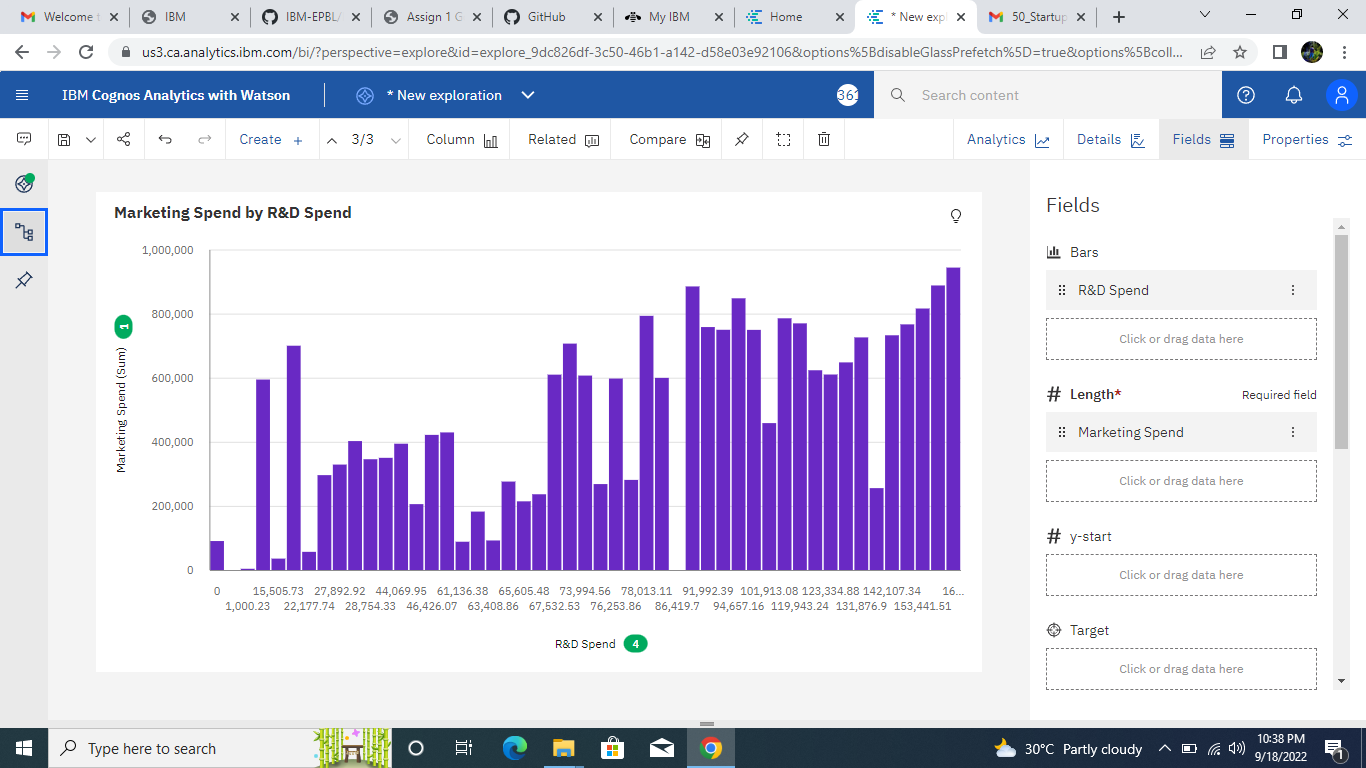 Welcome t
IBM
IBM-EPBL/
Assign 1 G
GitHub
My IBM
Home
* New expl
50_Startup
us3.ca.analytics.ibm.com/bi/?perspective=explore&id=explore_9dc826df-3c50-46b1-a142-d58e03e92106&options%5BdisableGlassPrefetch%5D=true&options%5Bcoll...
IBM Cognos Analytics with Watson
* New exploration
361
Search content
Create +
3/3
Column
Related
Compare
Analytics
Details
Fields
Properties
Marketing Spend by R&D Spend
1,000,000
800,000
600,000
400,000
200,000
0
Marketing Spend (Sum) 1
0 15,505.73 27,892.92 44,069.95 61,136.38 65,605.48 73,994.56 78,013.11 91,992.39 101,913.08 123,334.88 142,107.34 16...
1,000.23 22,177.74 28,754.33 46,426.07 63,408.86 67,532.53 76,253.86 86,419.7 94,657.16 119,943.24 131,876.9 153,441.51
R&D Spend 4
Fields
Bars
R&D Spend
Click or drag data here
# Length* Required field
Marketing Spend
Click or drag data here
# y-start
Click or drag data here
Target
Click or drag data here
Type here to search
30°C Partly cloudy
10:38 PM
9/18/2022
1